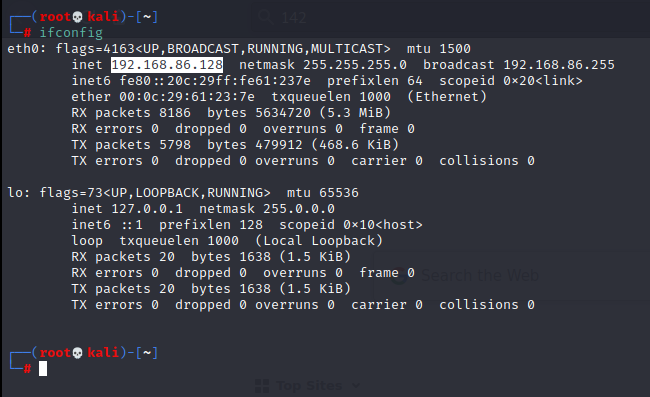 ┌──(root💀kali)-[~]
└─# ifconfig
eth0: flags=4163<UP,BROADCAST,RUNNING,MULTICAST>  mtu 1500
        inet 192.168.86.128  netmask 255.255.255.0  broadcast 192.168.86.255
        inet6 fe80::20c:29ff:fe61:237e  prefixlen 64  scopeid 0×20<link>
        ether 00:0c:29:61:23:7e  txqueuelen 1000  (Ethernet)
        RX packets 8186  bytes 5634720 (5.3 MiB)
        RX errors 0  dropped 0  overruns 0  frame 0
        TX packets 5798  bytes 479912 (468.6 KiB)
        TX errors 0  dropped 0 overruns 0  carrier 0  collisions 0

lo: flags=73<UP,LOOPBACK,RUNNING>  mtu 65536
        inet 127.0.0.1  netmask 255.0.0.0
        inet6 ::1  prefixlen 128  scopeid 0×10<host>
        loop  txqueuelen 1000  (Local Loopback)
        RX packets 20  bytes 1638 (1.5 KiB)
        RX errors 0  dropped 0  overruns 0  frame 0
        TX packets 20  bytes 1638 (1.5 KiB)
        TX errors 0  dropped 0 overruns 0  carrier 0  collisions 0

┌──(root💀kali)-[~]
└─#
142
Search the Web
Top Sites